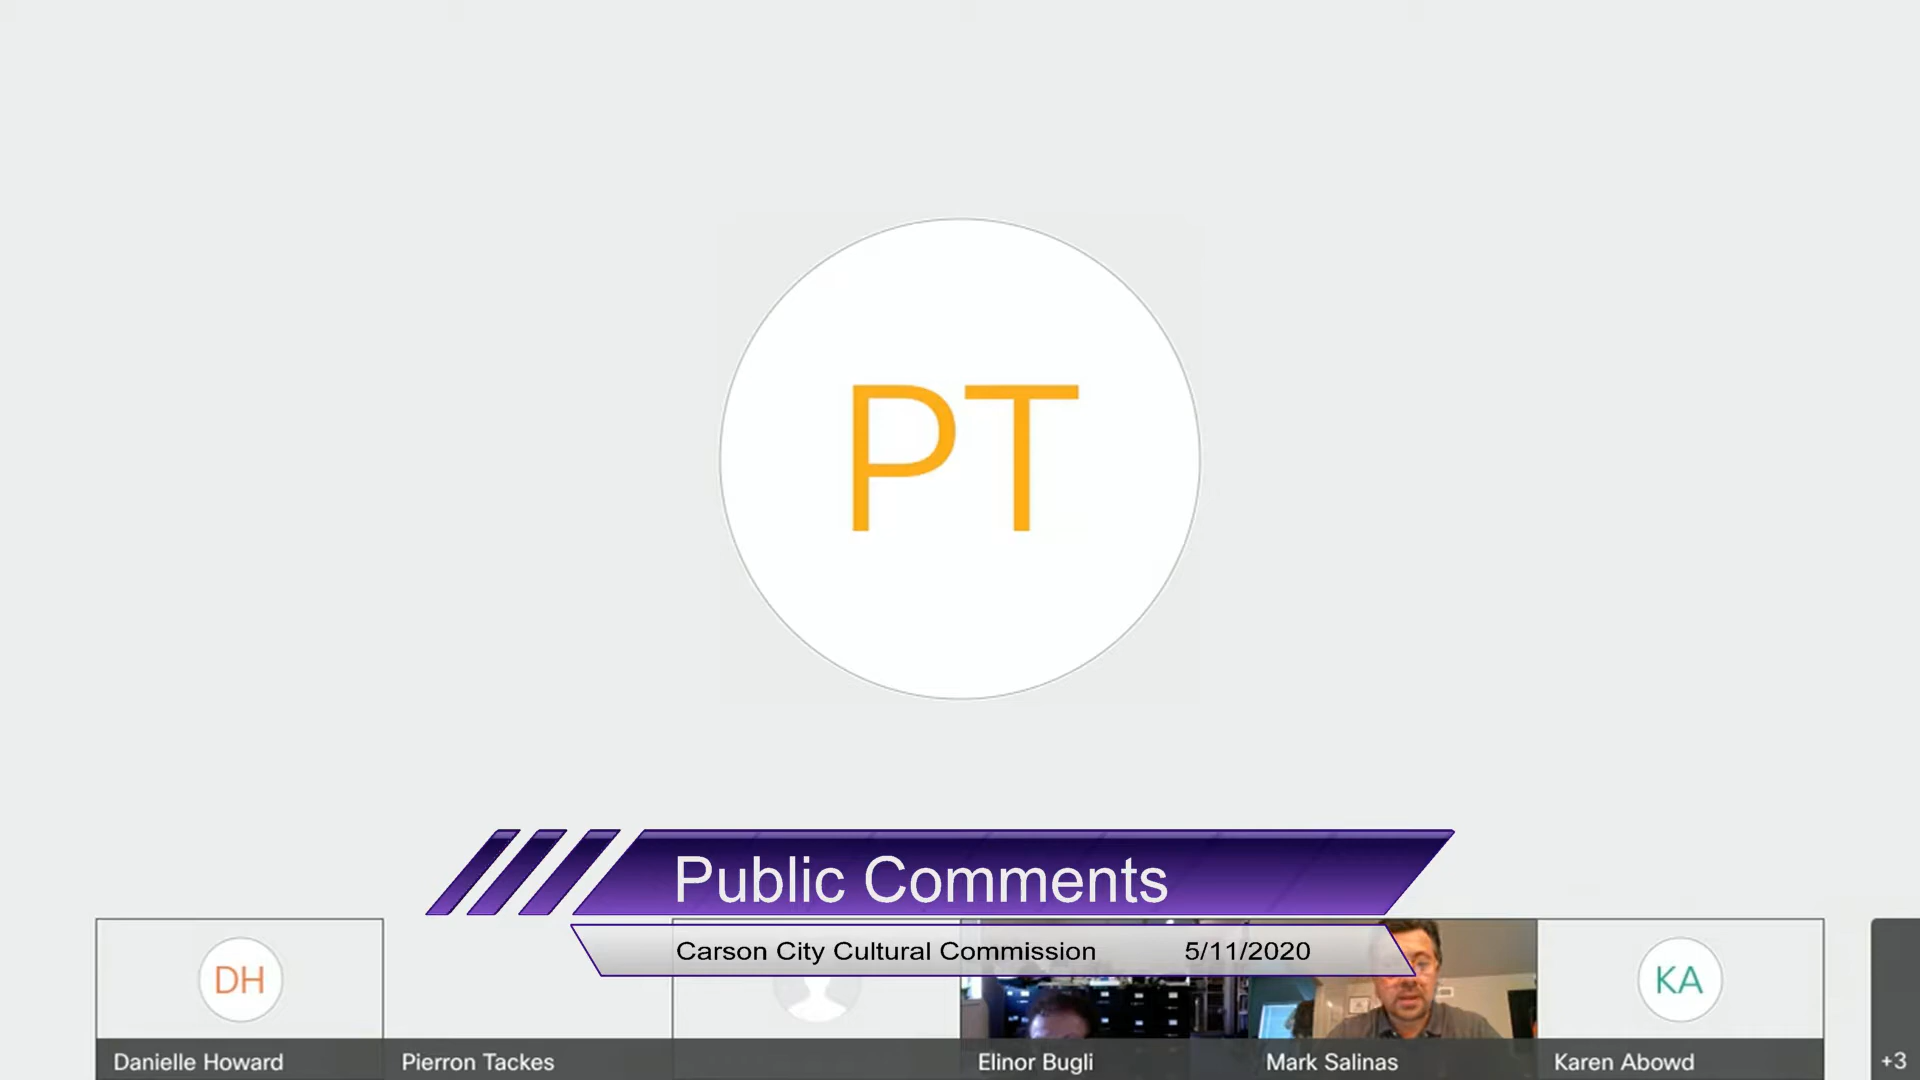 PT
Public Comments
Carson City Cultural Commission 5/11/2020
DH
KA
Danielle Howard
Pierron Tackes
Elinor Bugli
Mark Salinas
Karen Abowd
+3